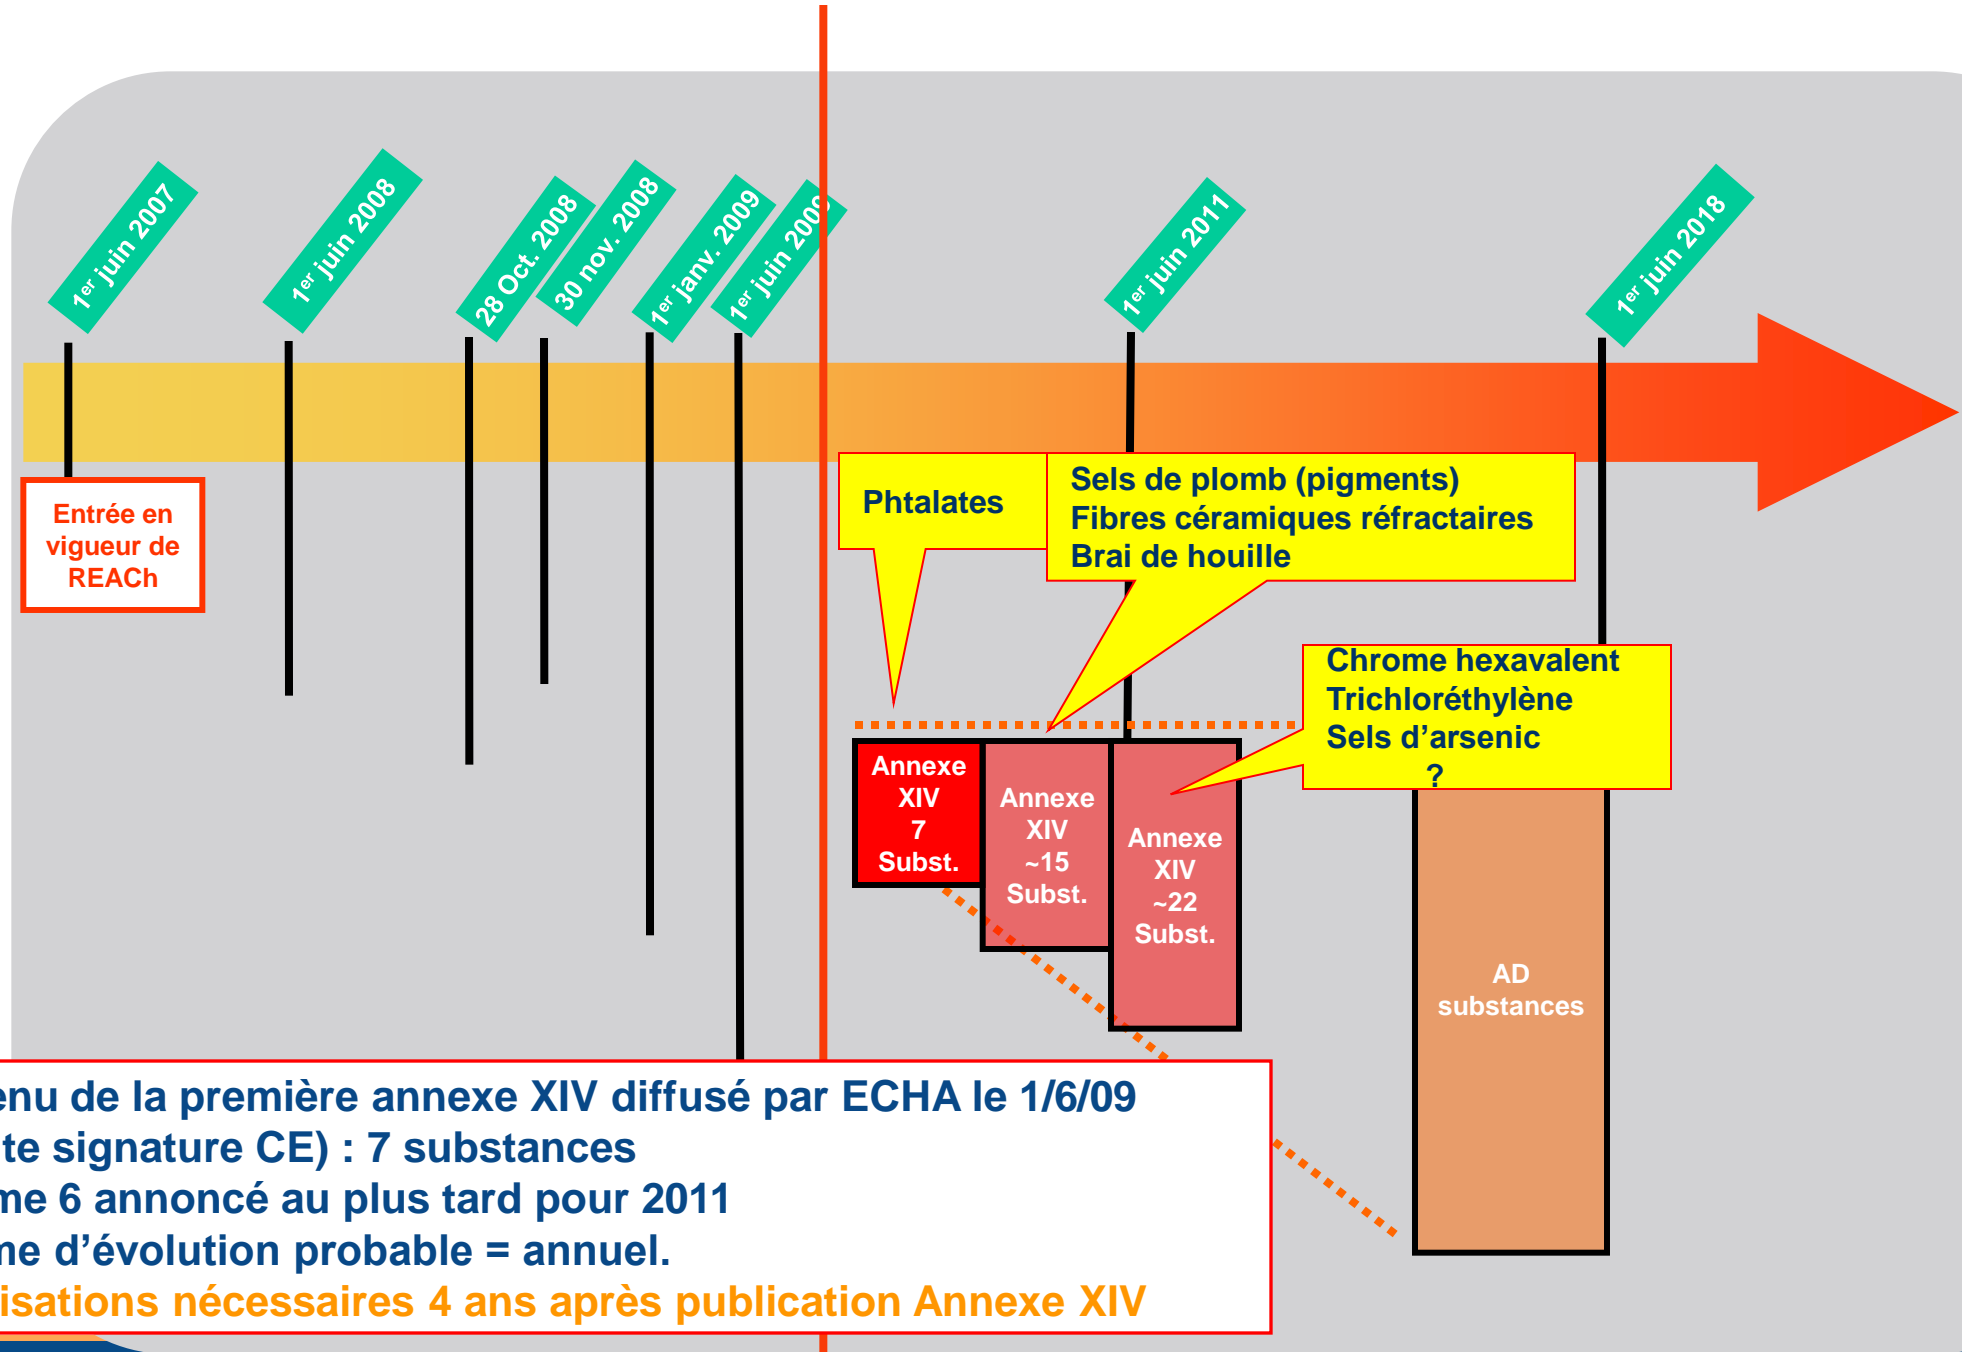 1er juin 2007
1er juin 2008
28 Oct. 2008
30 nov. 2008
1er janv. 2009
1er juin 2009
1er juin 2011
1er juin 2018
Entrée en
vigueur de
REACh
Phtalates
Sels de plomb (pigments)
Fibres céramiques réfractaires
Brai de houille
Chrome hexavalent
Trichloréthylène
Sels d’arsenic
?
Annexe
XIV
7
Subst.
Annexe
XIV
~15
Subst.
Annexe
XIV
~22
Subst.
AD
substances
enu de la première annexe XIV diffusé par ECHA le 1/6/09
te signature CE) : 7 substances
me 6 annoncé au plus tard pour 2011
me d’évolution probable = annuel.
isations nécessaires 4 ans après publication Annexe XIV